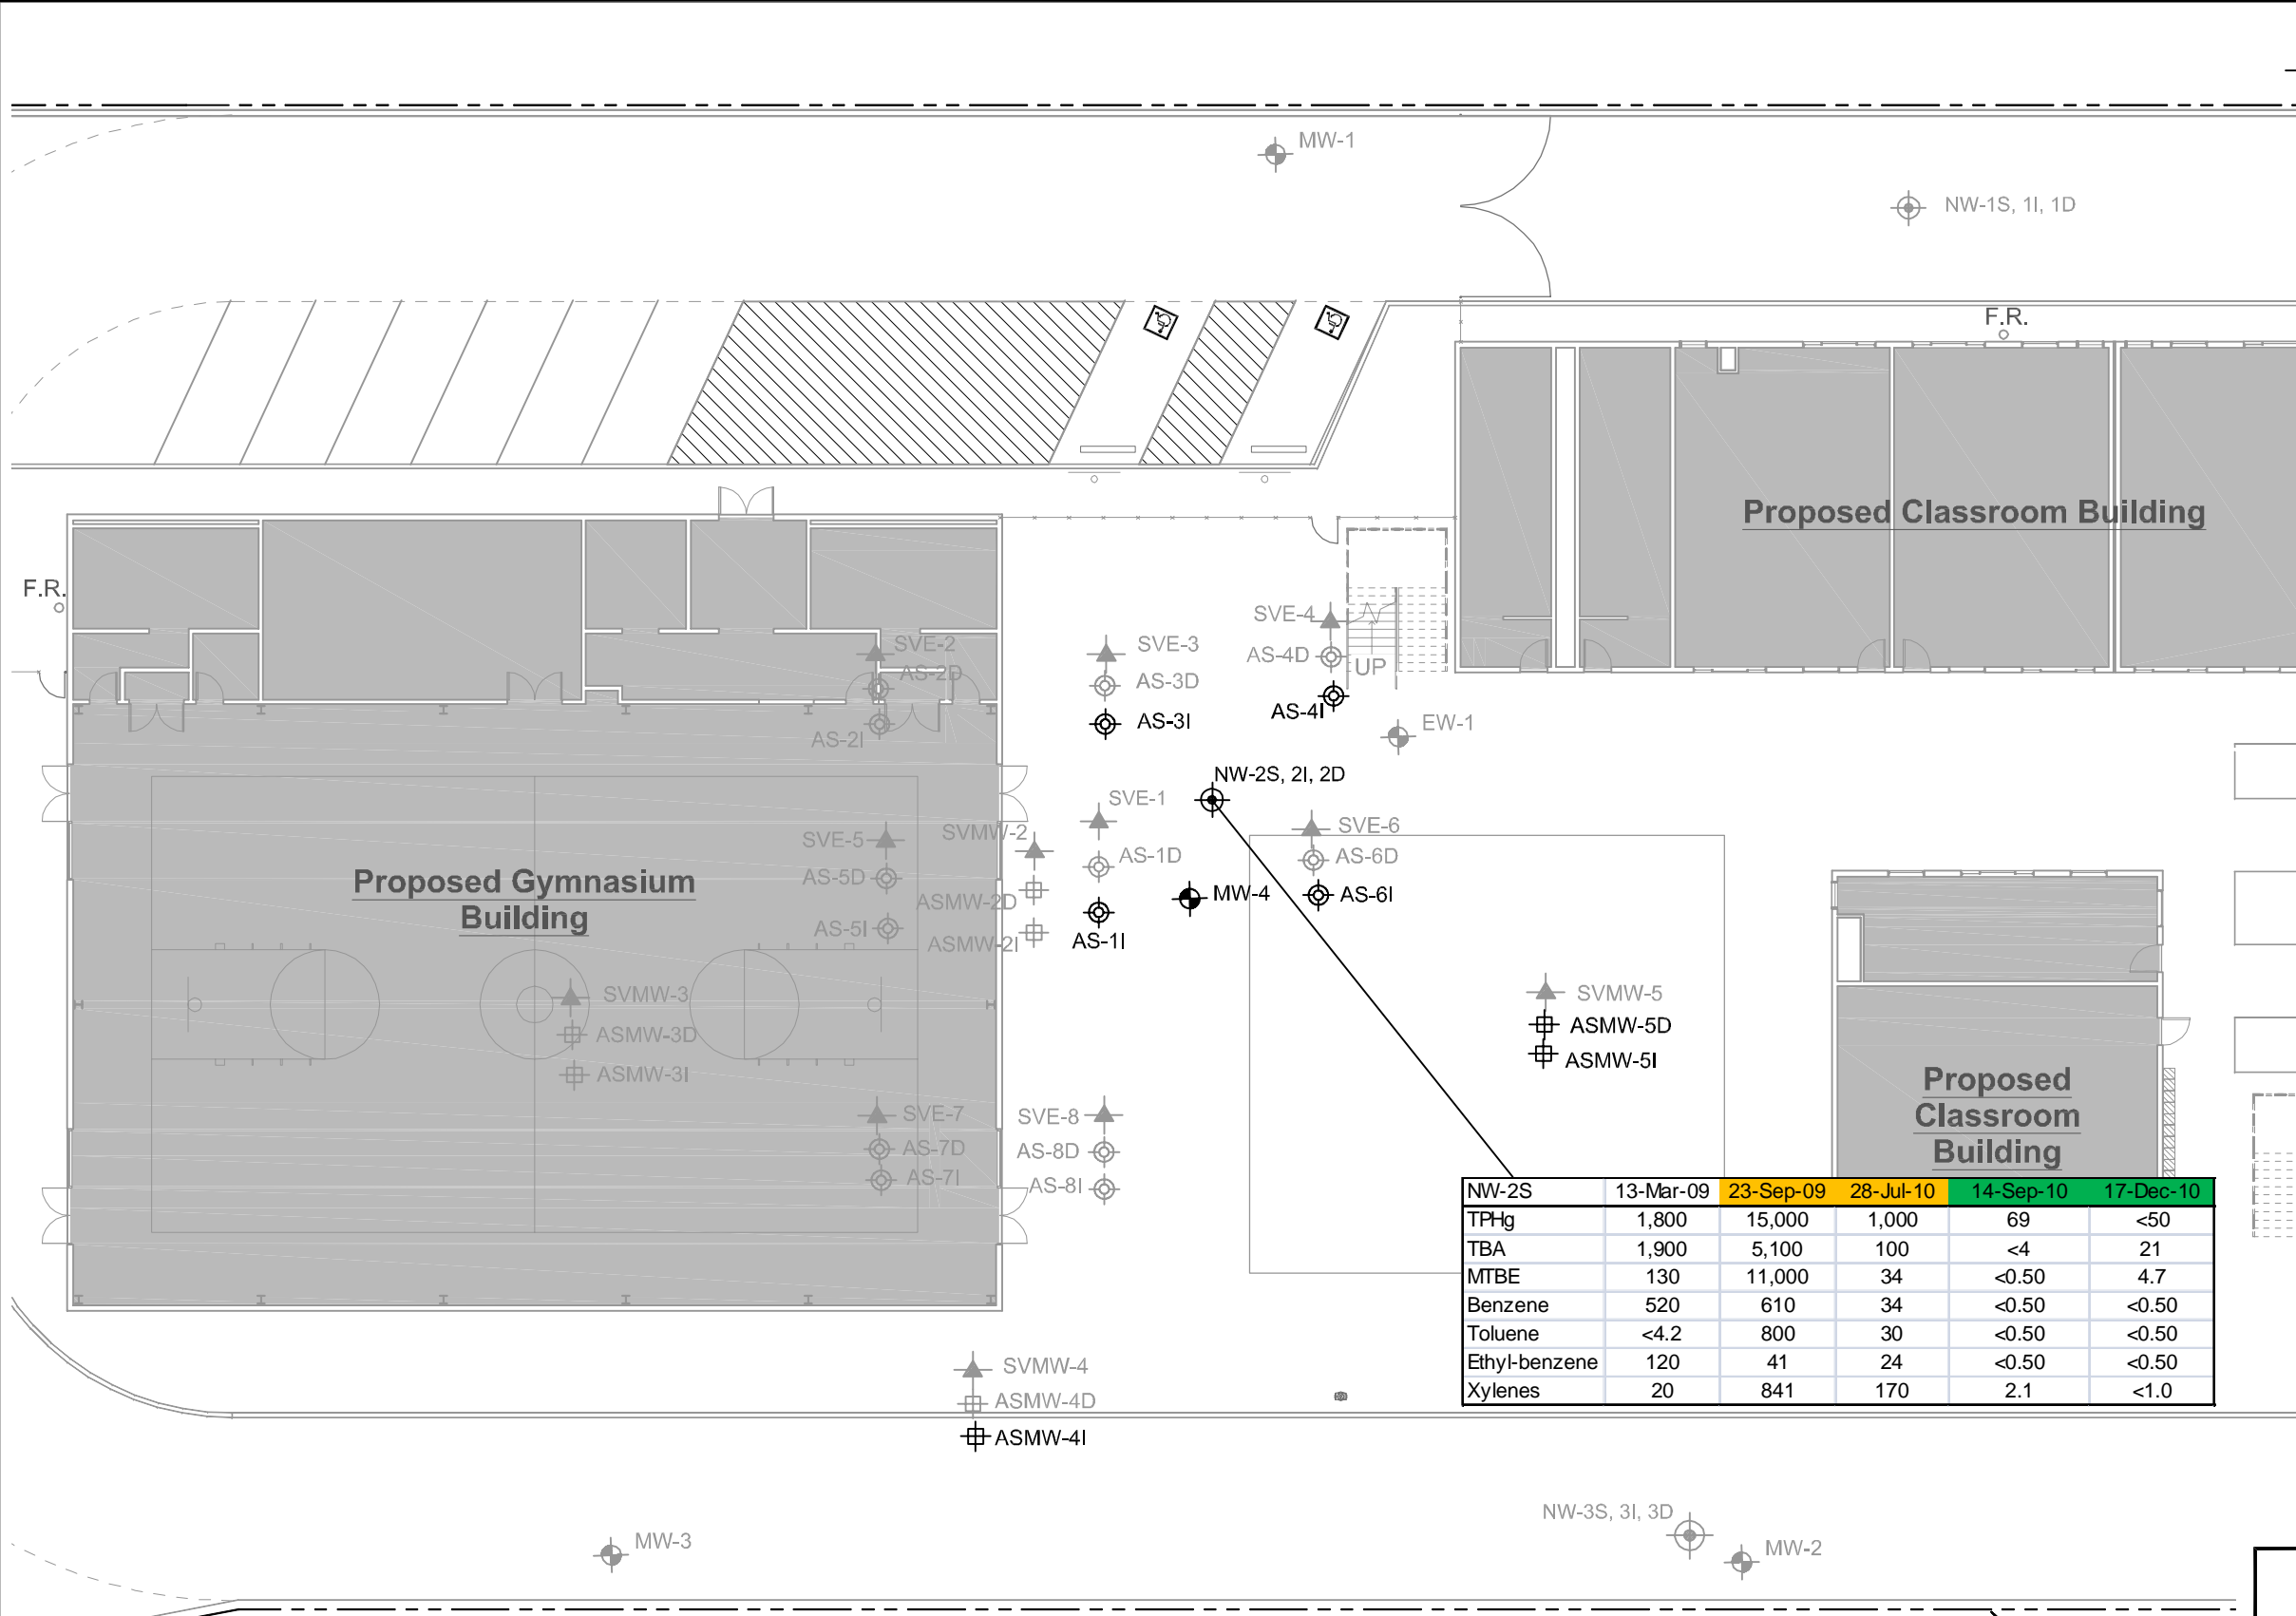 MW-1
NW-1S, 1I, 1D
F.R.
Proposed Classroom Building
F.R.
SVE-2
AS-2D
AS-2I
SVE-3
AS-3D
AS-3I
SVE-4
AS-4D
UP
AS-4I
EW-1
NW-2S, 2I, 2D
SVE-1
SVMW-2
AS-1D
SVE-6
AS-6D
SVE-5
AS-5D
ASMW-2D
MW-4
AS-6I
AS-5I
ASMW-2I
AS-1I
Proposed Gymnasium
Building
SVMW-3
ASMW-3D
ASMW-3I
SVMW-5
ASMW-5D
ASMW-5I
Proposed
Classroom
Building
SVE-7
AS-7D
AS-7I
SVE-8
AS-8D
AS-8I
NW-2S 13-Mar-09 23-Sep-09 28-Jul-10 14-Sep-10 17-Dec-10
TPHg 1,800 15,000 1,000 69 <50
TBA 1,900 5,100 100 <4 21
MTBE 130 11,000 34 <0.50 4.7
Benzene 520 610 34 <0.50 <0.50
Toluene <4.2 800 30 <0.50 <0.50
Ethyl-benzene 120 41 24 <0.50 <0.50
Xylenes 20 841 170 2.1 <1.0
SVMW-4
ASMW-4D
ASMW-4I
NW-3S, 3I, 3D
MW-3
MW-2